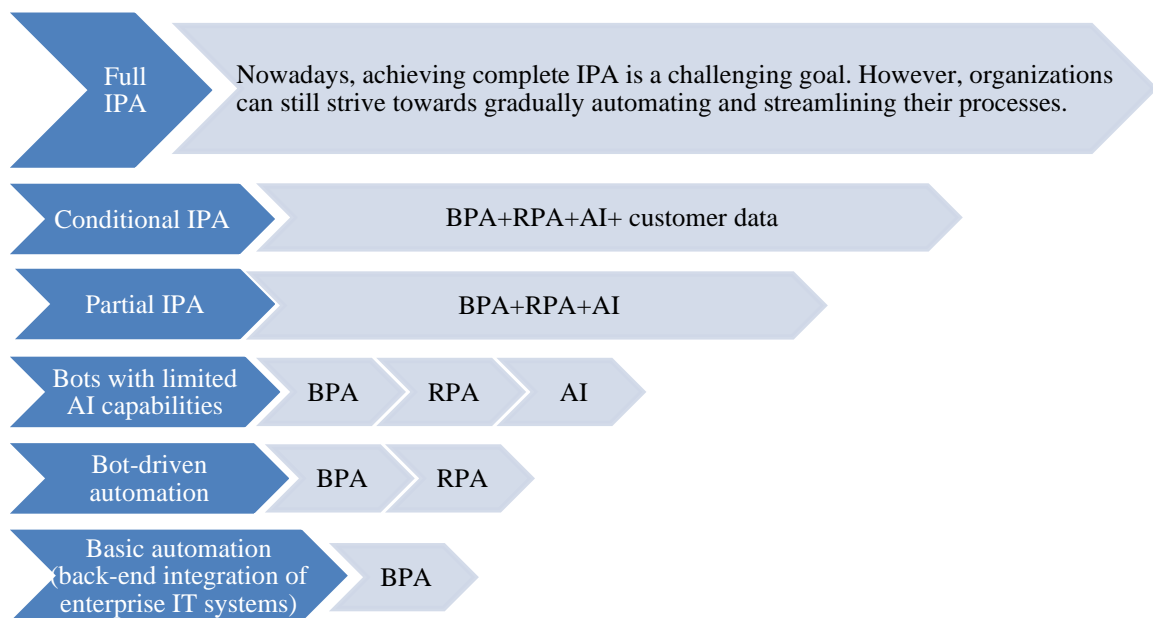 Full
IPA
Nowadays, achieving complete IPA is a challenging goal. However, organizations
can still strive towards gradually automating and streamlining their processes.
Conditional IPA
BPA+RPA+AI+ customer data
Partial IPA
BPA+RPA+AI
Bots with limited
AI capabilities
BPA
RPA
AI
Bot-driven
automation
BPA
RPA
Basic automation
(back-end integration of
enterprise IT systems)
BPA